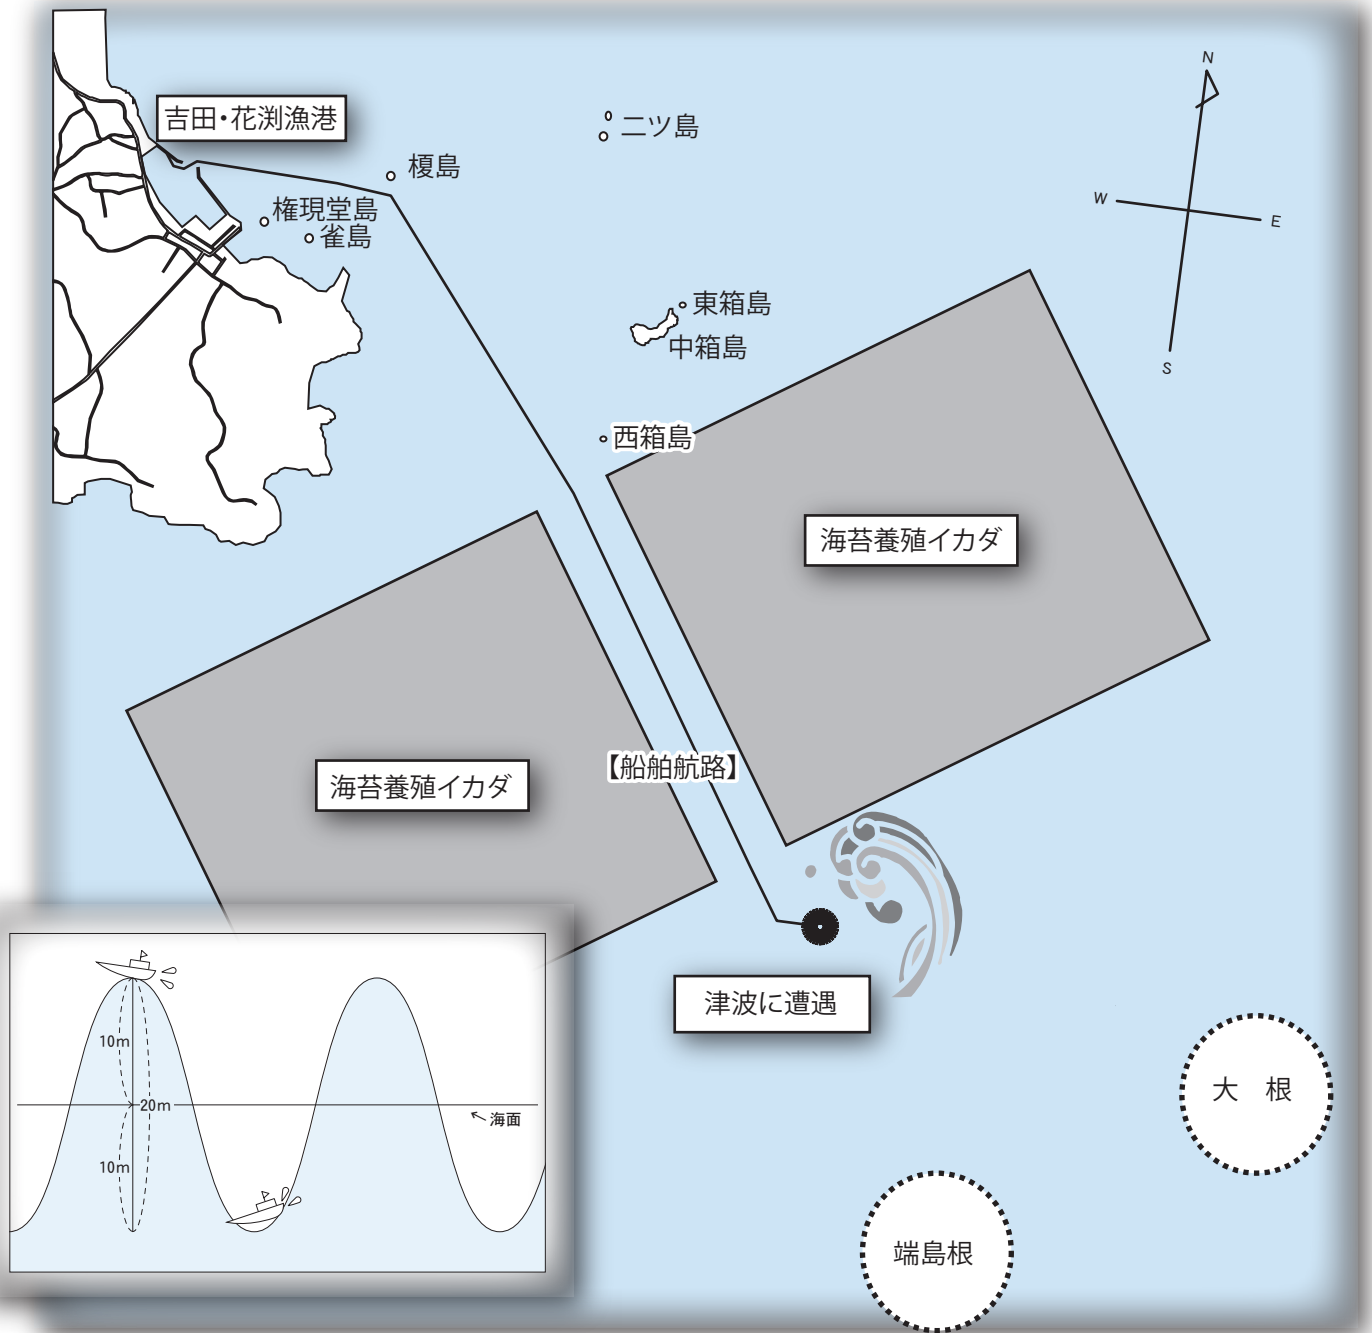 N
吉田・花渕漁港
二ツ島
榎島
W
E
権現堂島
雀島
東箱島
中箱島
S
西箱島
海苔養殖イカダ
【船舶航路】
海苔養殖イカダ
津波に遭遇
10m
20m
海面
10m
大　根
端島根